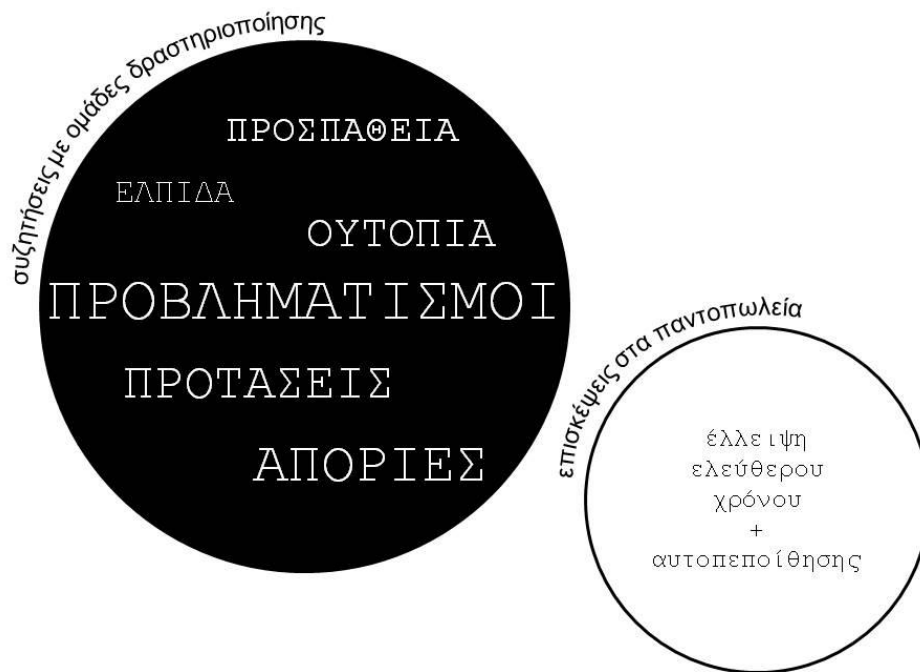 συζητήσεις με ομάδες δραστηριοποίησης
ΠΡΟΣΠΑΘΕΙΑ
ΕΛΠΙΔΑ
ΟΥΤΟΠΙΑ
ΠΡΟΒΛΗΜΑΤΙΣΜΟΙ
ΠΡΟΤΑΣΕΙΣ
ΑΠΟΡΙΕΣ
επισκέψεις στα παντοπωλεία
έλλειψη
ελεύθερου
χρόνου
+
αυτοπεποίθησης